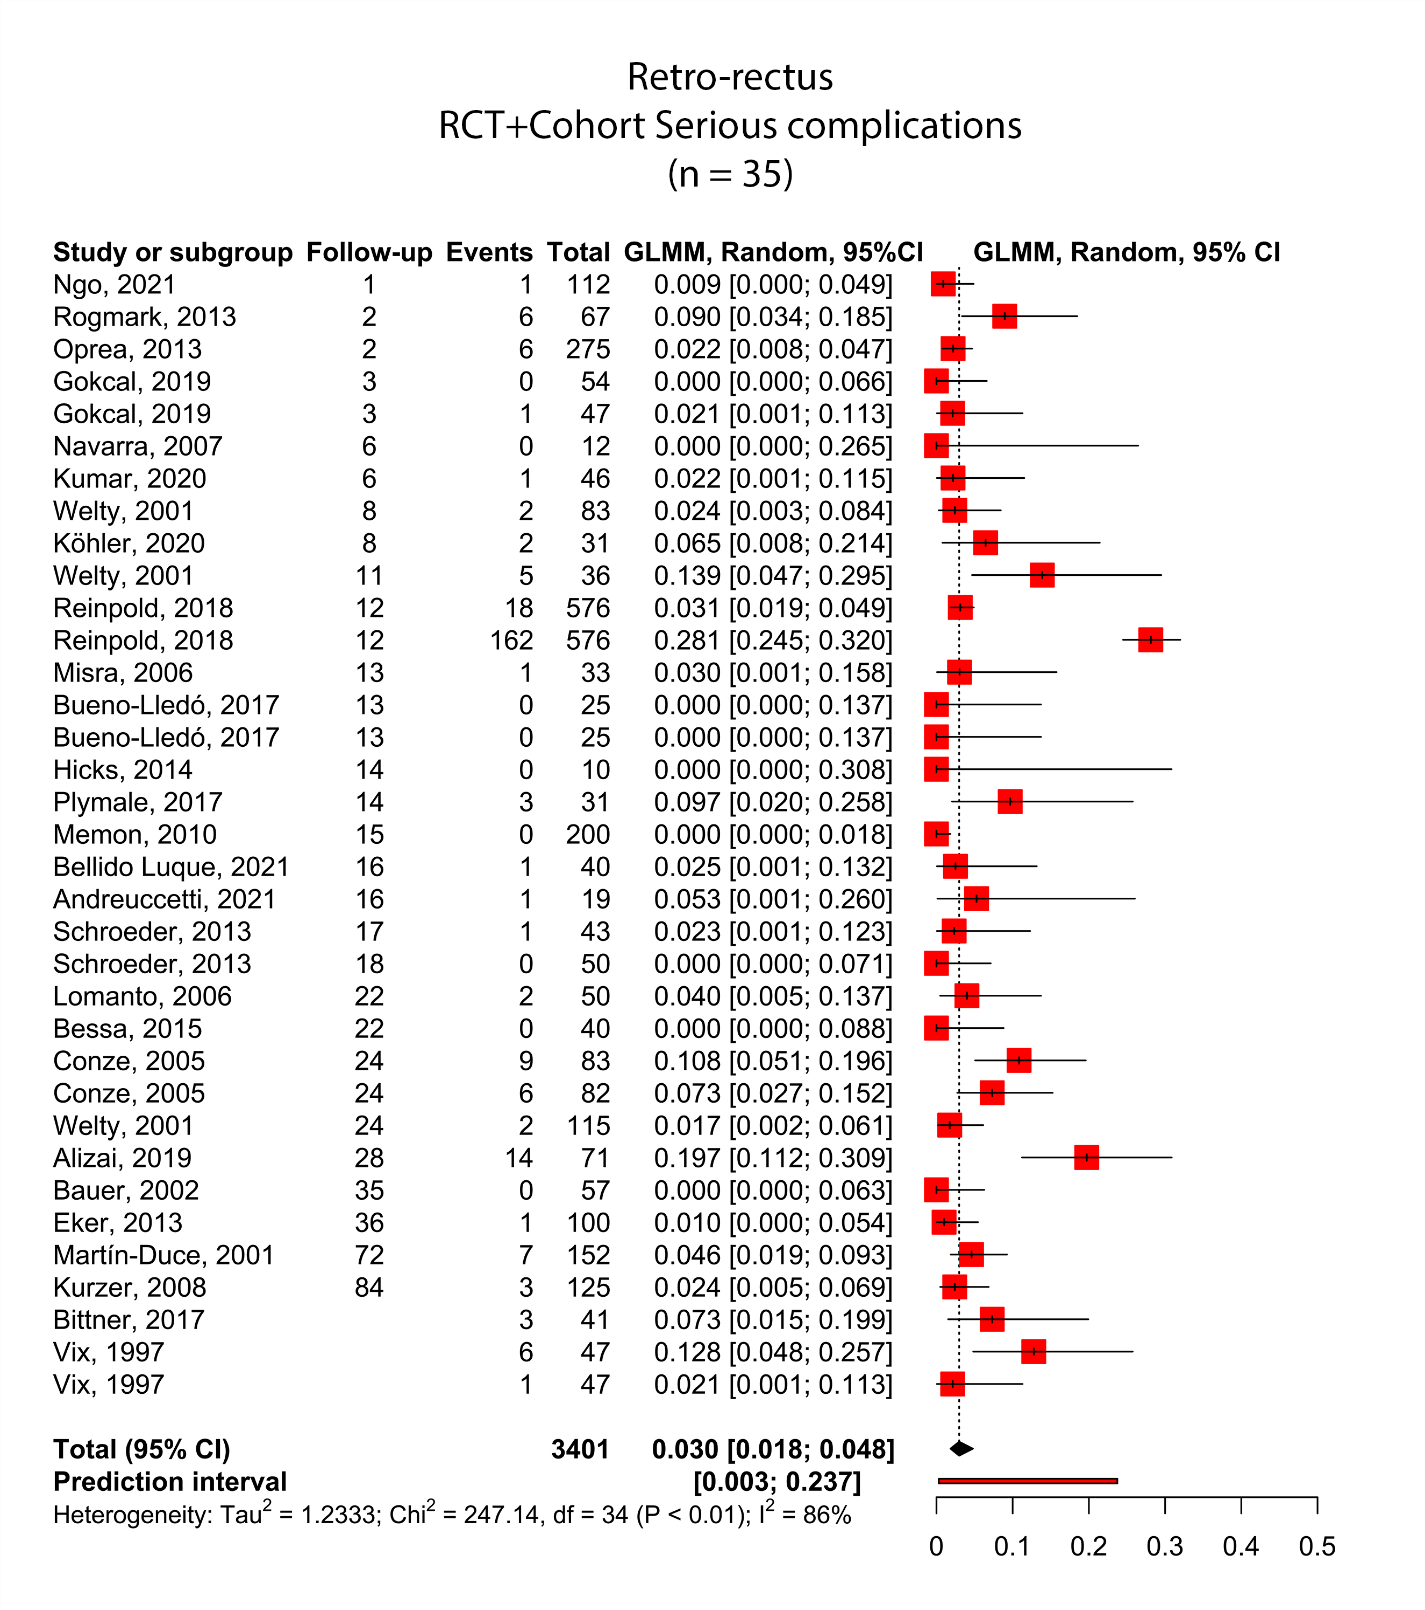 Retro-rectus
RCT+Cohort Serious complications
(n = 35)
Study or subgroup Follow-up Events Total GLMM, Random, 95%CI GLMM, Random, 95% CI
Ngo, 2021 1 1 112 0.009 [0.000; 0.049]
Rogmark, 2013 2 6 67 0.090 [0.034; 0.185]
Oprea, 2013 2 6 275 0.022 [0.008; 0.047]
Gokcal, 2019 3 0 54 0.000 [0.000; 0.066]
Gokcal, 2019 3 1 47 0.021 [0.001; 0.113]
Navarra, 2007 6 0 12 0.000 [0.000; 0.265]
Kumar, 2020 6 1 46 0.022 [0.001; 0.115]
Welty, 2001 8 2 83 0.024 [0.003; 0.084]
Köhler, 2020 8 2 31 0.065 [0.008; 0.214]
Welty, 2001 11 5 36 0.139 [0.047; 0.295]
Reinpold, 2018 12 18 576 0.031 [0.019; 0.049]
Reinpold, 2018 12 162 576 0.281 [0.245; 0.320]
Misra, 2006 13 1 33 0.030 [0.001; 0.158]
Bueno-Lledó, 2017 13 0 25 0.000 [0.000; 0.137]
Bueno-Lledó, 2017 13 0 25 0.000 [0.000; 0.137]
Hicks, 2014 14 0 10 0.000 [0.000; 0.308]
Plymale, 2017 14 3 31 0.097 [0.020; 0.258]
Memon, 2010 15 0 200 0.000 [0.000; 0.018]
Bellido Luque, 2021 16 1 40 0.025 [0.001; 0.132]
Andreuccetti, 2021 16 1 19 0.053 [0.001; 0.260]
Schroeder, 2013 17 1 43 0.023 [0.001; 0.123]
Schroeder, 2013 18 0 50 0.000 [0.000; 0.071]
Lomanto, 2006 22 2 50 0.040 [0.005; 0.137]
Bessa, 2015 22 0 40 0.000 [0.000; 0.088]
Conze, 2005 24 9 83 0.108 [0.051; 0.196]
Conze, 2005 24 6 82 0.073 [0.027; 0.152]
Welty, 2001 24 2 115 0.017 [0.002; 0.061]
Alizai, 2019 28 14 71 0.197 [0.112; 0.309]
Bauer, 2002 35 0 57 0.000 [0.000; 0.063]
Eker, 2013 36 1 100 0.010 [0.000; 0.054]
Martín-Duce, 2001 72 7 152 0.046 [0.019; 0.093]
Kurzer, 2008 84 3 125 0.024 [0.005; 0.069]
Bittner, 2017 3 41 0.073 [0.015; 0.199]
Vix, 1997 6 47 0.128 [0.048; 0.257]
Vix, 1997 1 47 0.021 [0.001; 0.113]
Total (95% CI) 3401 0.030 [0.018; 0.048]
Prediction interval [0.003; 0.237]
Heterogeneity: Tau² = 1.2333; Chi² = 247.14, df = 34 (P < 0.01); I² = 86%
0 0.1 0.2 0.3 0.4 0.5